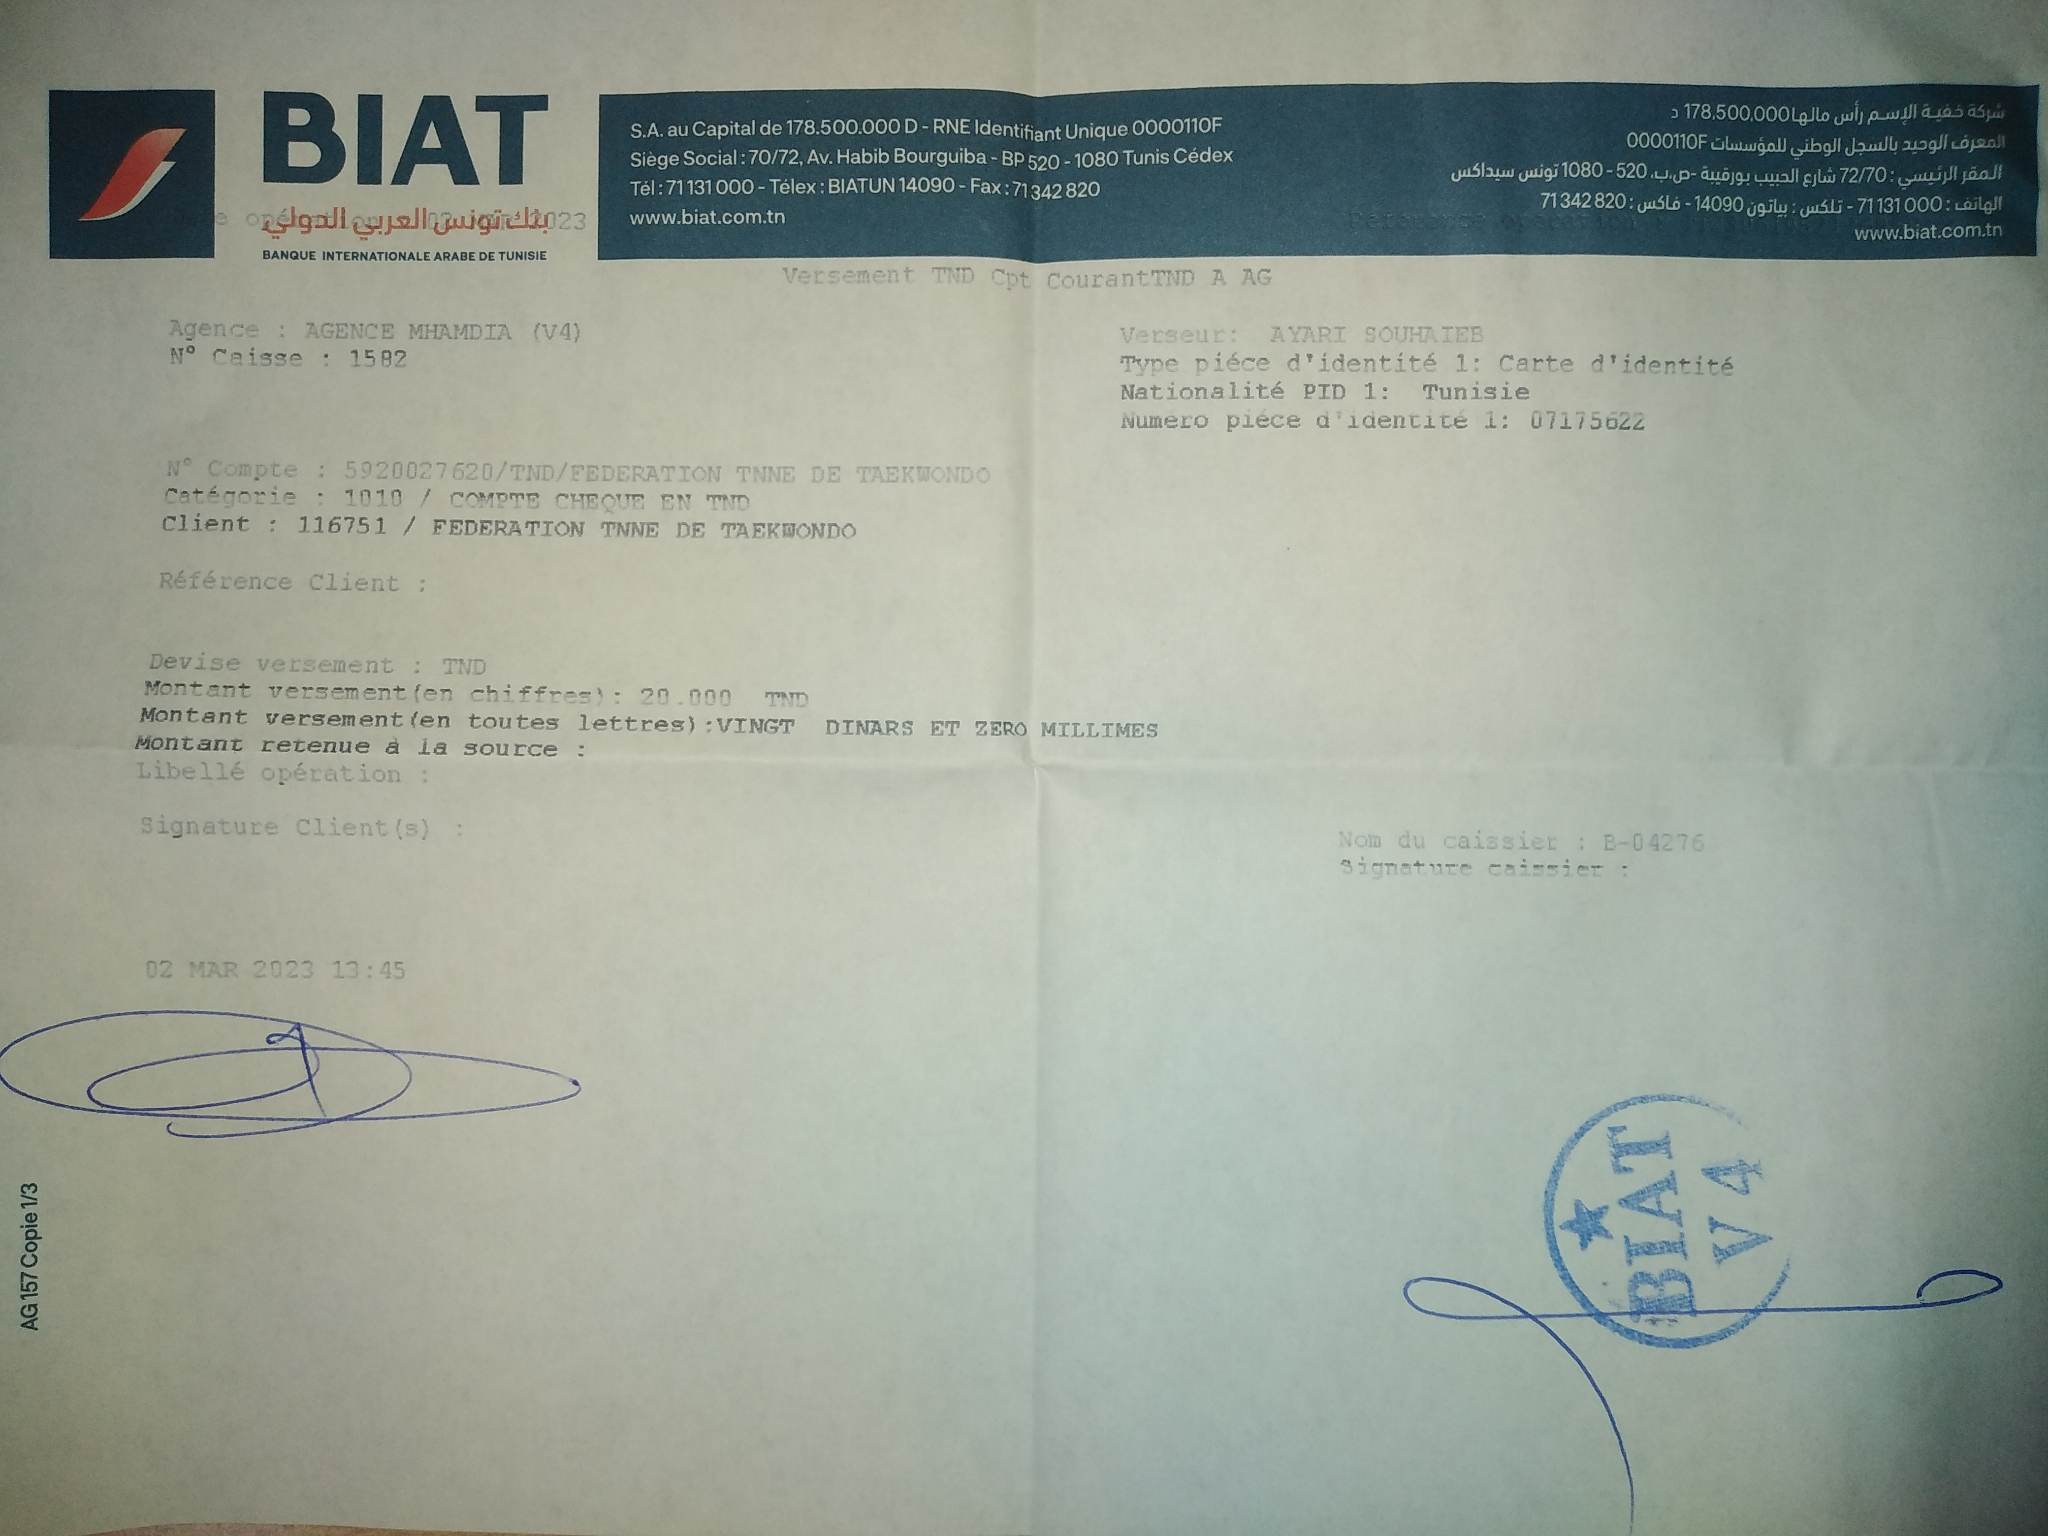 BIAT
بنك تونس العربي الدولي
BANQUE INTERNATIONALE ARABE DE TUNISIE
S.A. au Capital de 178.500.000 D - RNE Identifiant Unique 0000110F
Siège Social : 70/72, Av. Habib Bourguiba - BP 520 - 1080 Tunis Cédex
Tél : 71 131 000 - Télex : BIATUN 14090 - Fax : 71 342 820
www.biat.com.tn
شركة خفية الإسم رأس مالها 178.500.000 د
المعرف الوحيد بالسجل الوطني للمؤسسات 0000110F
المقر الرئيسي : 72/70 شارع الحبيب بورقيبة -ص.ب. 520 - 1080 تونس سيداكس
الهاتف : 71 131 000 - تلكس : بياتون 14090 - فاكس : 71 342 820
www.biat.com.tn
opération 02 MAR 2023
Versement TND Cpt CourantTND A AG
Agence : AGENCE MHAMDIA (V4)
N° Caisse : 1582
Verseur: AYARI SOUHAIEB
Type piéce d'identité 1: Carte d'identité
Nationalité PID 1: Tunisie
Numéro piéce d'identité 1: 07175622
N° Compte : 5920027620/TND/FEDERATION TNNE DE TAEKWONDO
Catégorie : 1010 / COMPTE CHEQUE EN TND
Client : 116751 / FEDERATION TNNE DE TAEKWONDO
Référence Client :
Devise versement : TND
Montant versement(en chiffres): 20.000 TND
Montant versement(en toutes lettres):VINGT DINARS ET ZERO MILLIMES
Montant retenue à la source :
Libellé opération :
Signature Client(s) :
Nom du caissier : B-04276
Signature caissier :
02 MAR 2023 13:45
BIAT
V4
AG 157 Copie 1/3